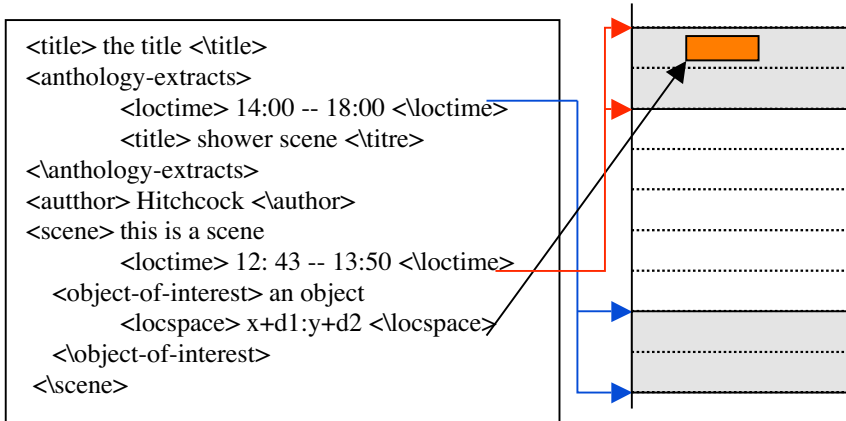 <title> the title <\title>
<anthology-extracts>
<loctime> 14:00 -- 18:00 <\loctime>
<title> shower scene <\titre>
<\anthology-extracts>
<autthor> Hitchcock <\author>
<scene> this is a scene
<loctime> 12: 43 -- 13:50 <\loctime>
<object-of-interest> an object
<locspace> x+d1:y+d2 <\locspace>
<\object-of-interest>
<\scene>